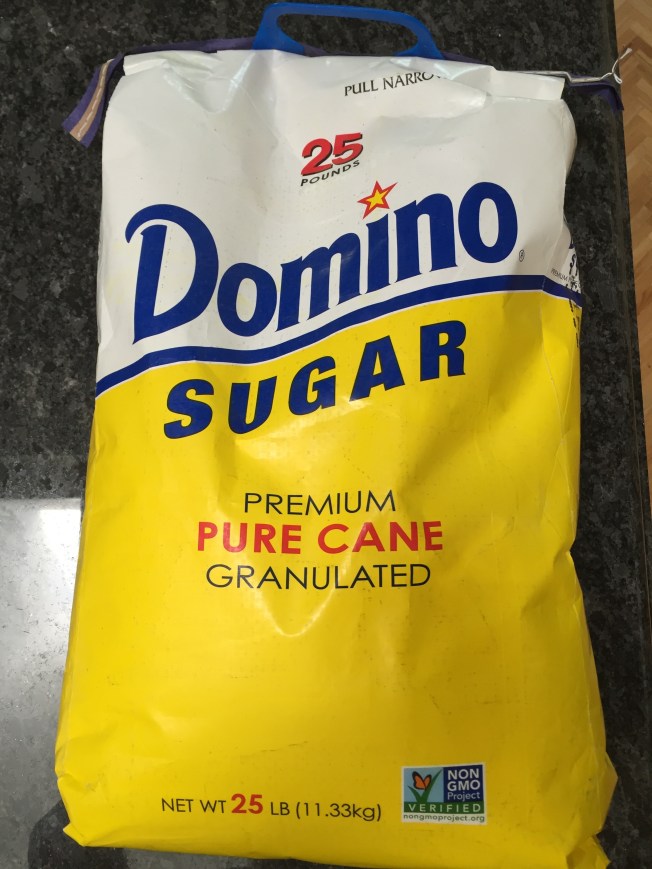 PULL NARROW
25
POUNDS
Domino®
SUGAR
PREMIUM
PURE CANE
GRANULATED
NET WT 25 LB (11.33kg)
NON
GMO
Project
VERIFIED
nongmoproject.org